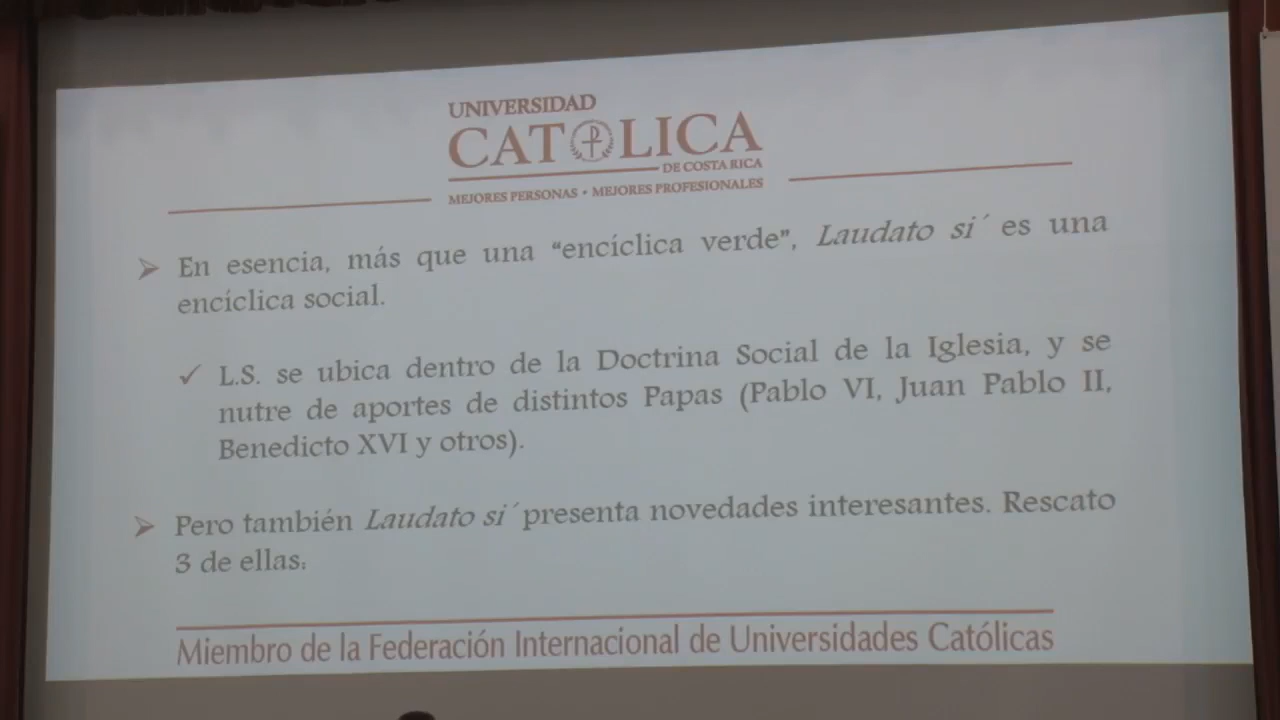 UNIVERSIDAD
CATOLICA
DE COSTA RICA
MEJORES PERSONAS • MEJORES PROFESIONALES
En esencia, más que una “encíclica verde”, Laudato si´ es una
encíclica social.
L.S. se ubica dentro de la Doctrina Social de la Iglesia, y se
nutre de aportes de distintos Papas (Pablo VI, Juan Pablo II,
Benedicto XVI y otros).
Pero también Laudato si´ presenta novedades interesantes. Rescato
3 de ellas:
Miembro de la Federación Internacional de Universidades Católicas